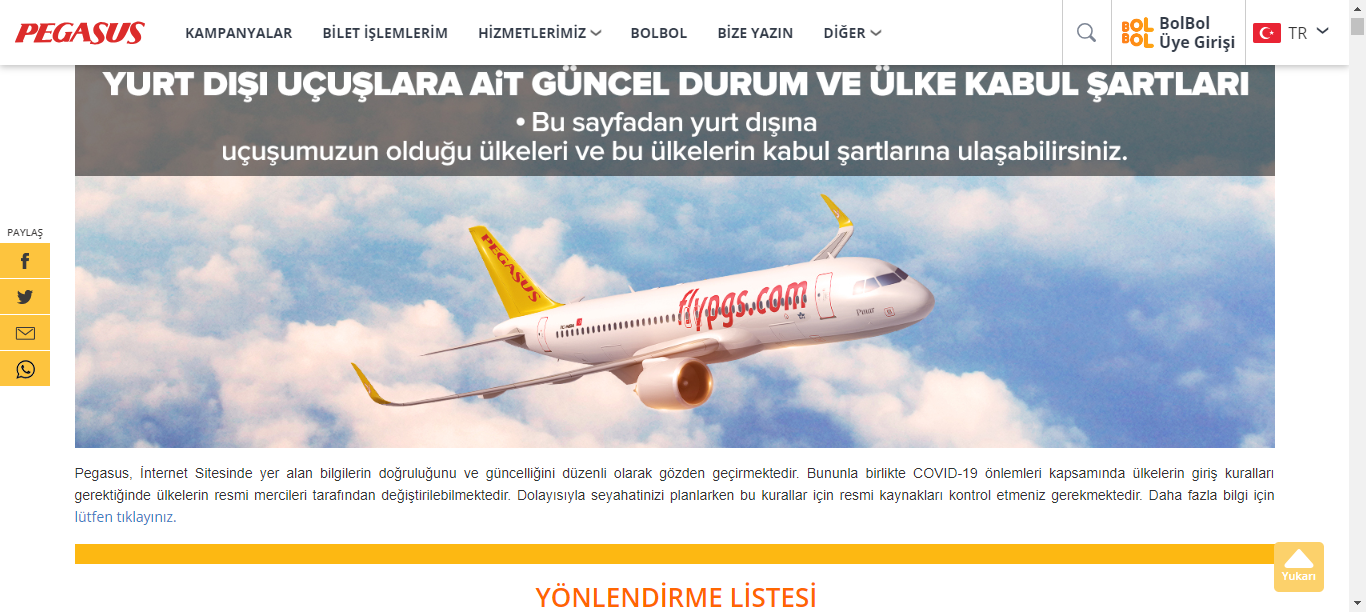 PEGASUS
KAMPANYALAR
BİLET İŞLEMLERİM
HİZMETLERİMİZ
BOLBOL
BİZE YAZIN
DİĞER
BOL
BOL
BolBol
Üye Girişi
TR
YURT DIŞI UÇUŞLARA AiT GÜNCEL DURUM VE ÜLKE KABUL ŞARTLARI
• Bu sayfadan yurt dışına
uçuşumuzun olduğu ülkeleri ve bu ülkelerin kabul şartlarına ulaşabilirsiniz.
PEGASUS
flypgs.com
Pınar
PAYLAŞ
Pegasus, İnternet Sitesinde yer alan bilgilerin doğruluğunu ve güncelliğini düzenli olarak gözden geçirmektedir. Bununla birlikte COVID-19 önlemleri kapsamında ülkelerin giriş kuralları
gerektiğinde ülkelerin resmi mercileri tarafından değiştirilebilmektedir. Dolayısıyla seyahatinizi planlarken bu kurallar için resmi kaynakları kontrol etmeniz gerekmektedir. Daha fazla bilgi için
lütfen tıklayınız.
Yukarı
YÖNLENDİRME LİSTESİ